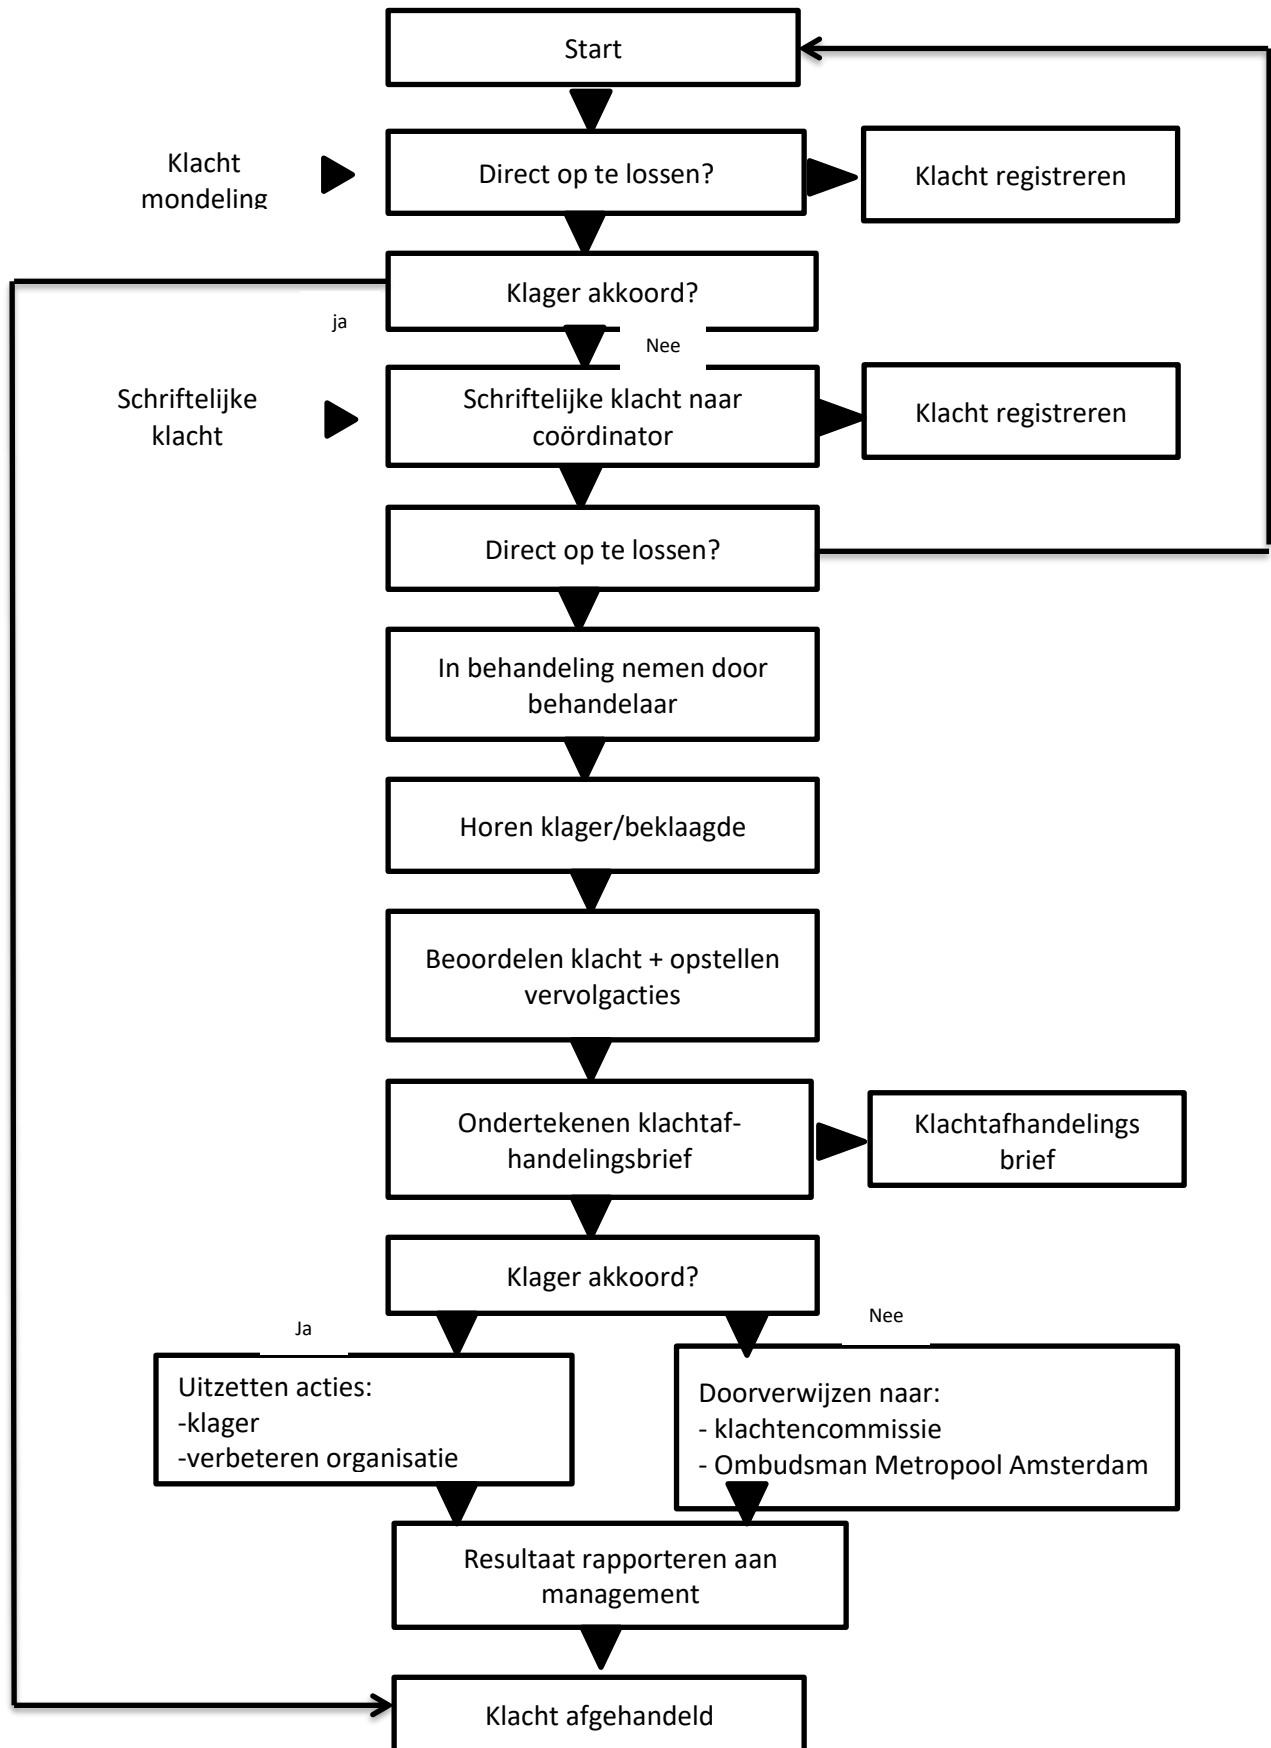 Start
Klacht
mondeling
Direct op te lossen?
Klacht registreren
Klager akkoord?
ja
Nee
Schriftelijke
klacht
Schriftelijke klacht naar
coördinator
Klacht registreren
Direct op te lossen?
In behandeling nemen door
behandelaar
Horen klager/beklaagde
Beoordelen klacht + opstellen
vervolgacties
Ondertekenen klachtaf-
handelingsbrief
Klachtafhandelings
brief
Klager akkoord?
Ja
Nee
Uitzetten acties:
-klager
-verbeteren organisatie
Doorverwijzen naar:
- klachtencommissie
- Ombudsman Metropool Amsterdam
Resultaat rapporteren aan
management
Klacht afgehandeld